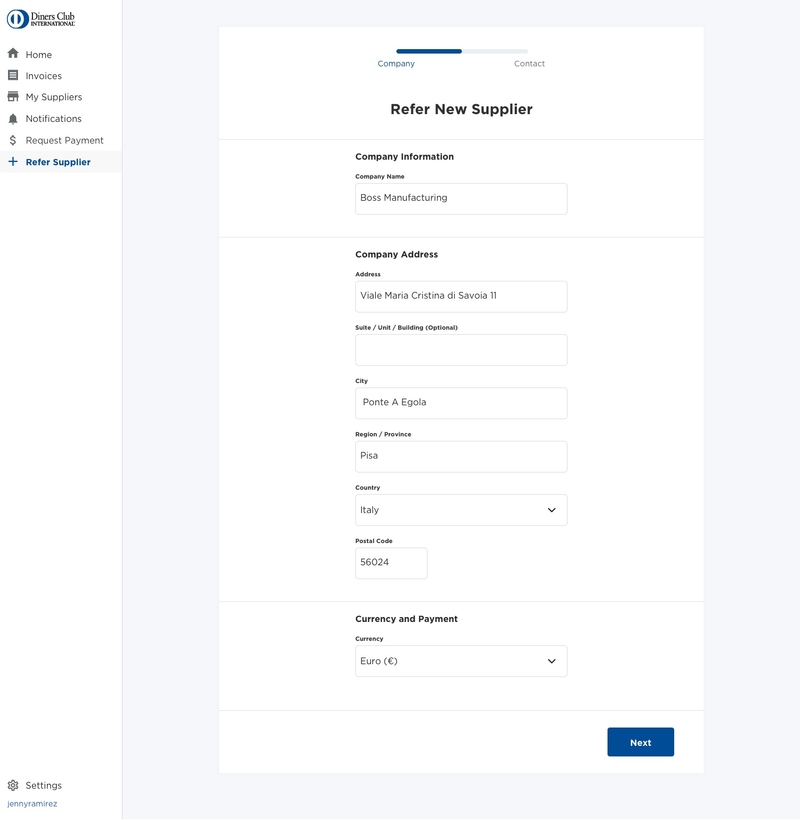 Diners Club
INTERNATIONAL
Home
Invoices
My Suppliers
Notifications
Request Payment
Refer Supplier
Settings
jennyramirez
Company Contact
Refer New Supplier
Company Information
Company Name
Boss Manufacturing
Company Address
Address
Viale Maria Cristina di Savoia 11
Suite / Unit / Building (Optional)
City
Ponte A Egola
Region / Province
Pisa
Country
Italy
Postal Code
56024
Currency and Payment
Currency
Euro (€)
Next